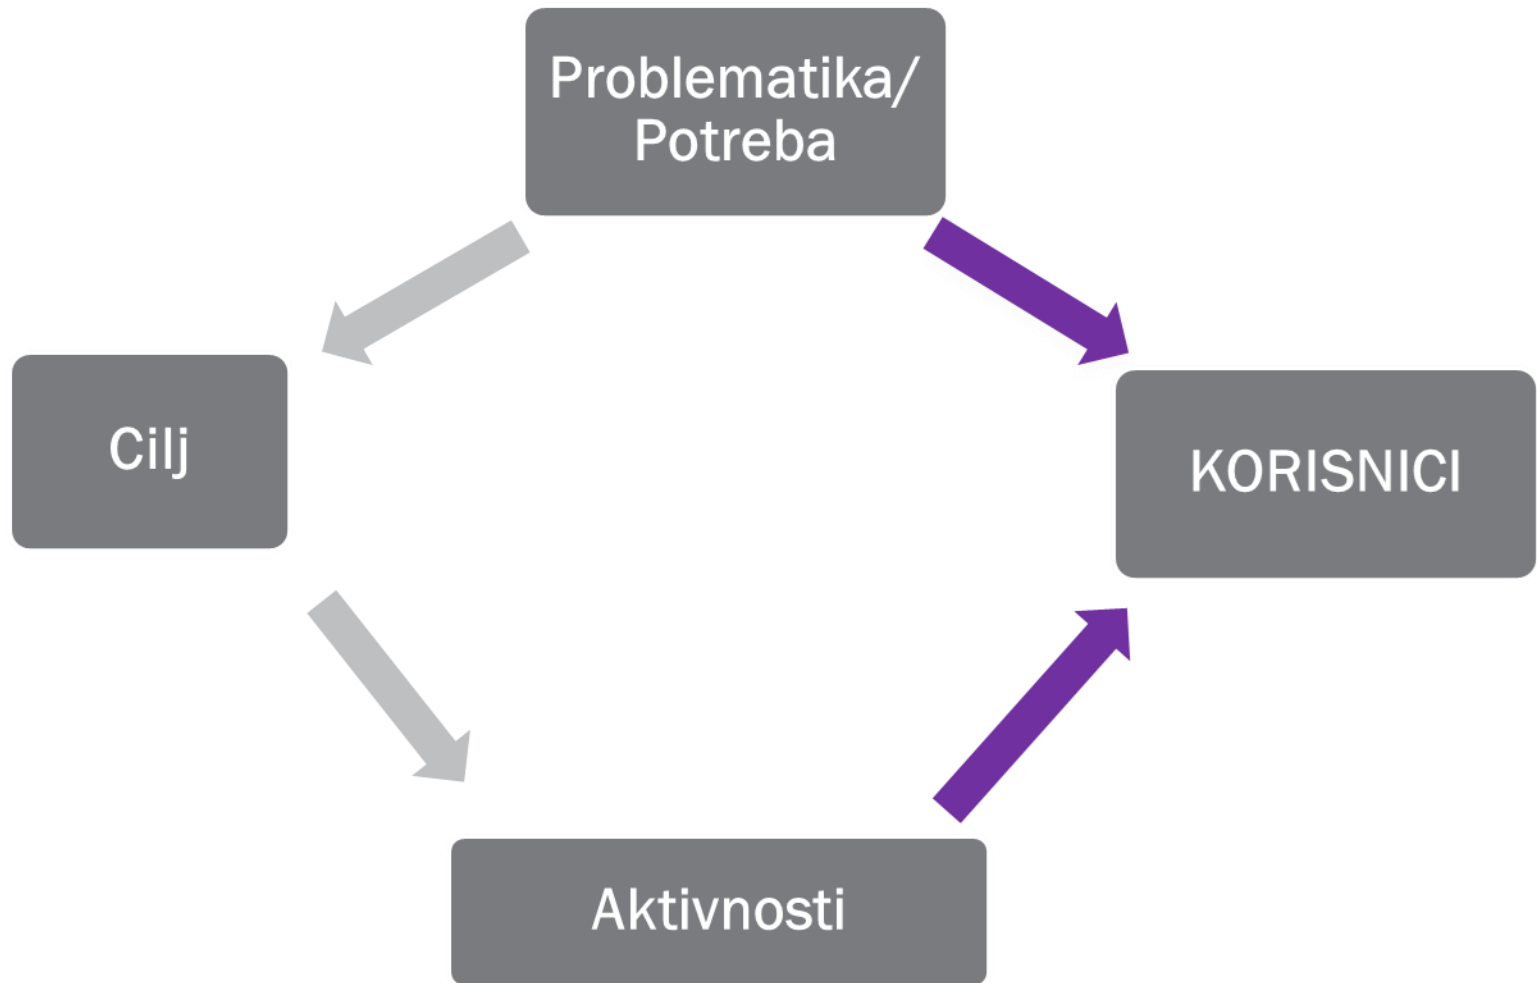 Problematika/
Potreba
Cilj
KORISNICI
Aktivnosti